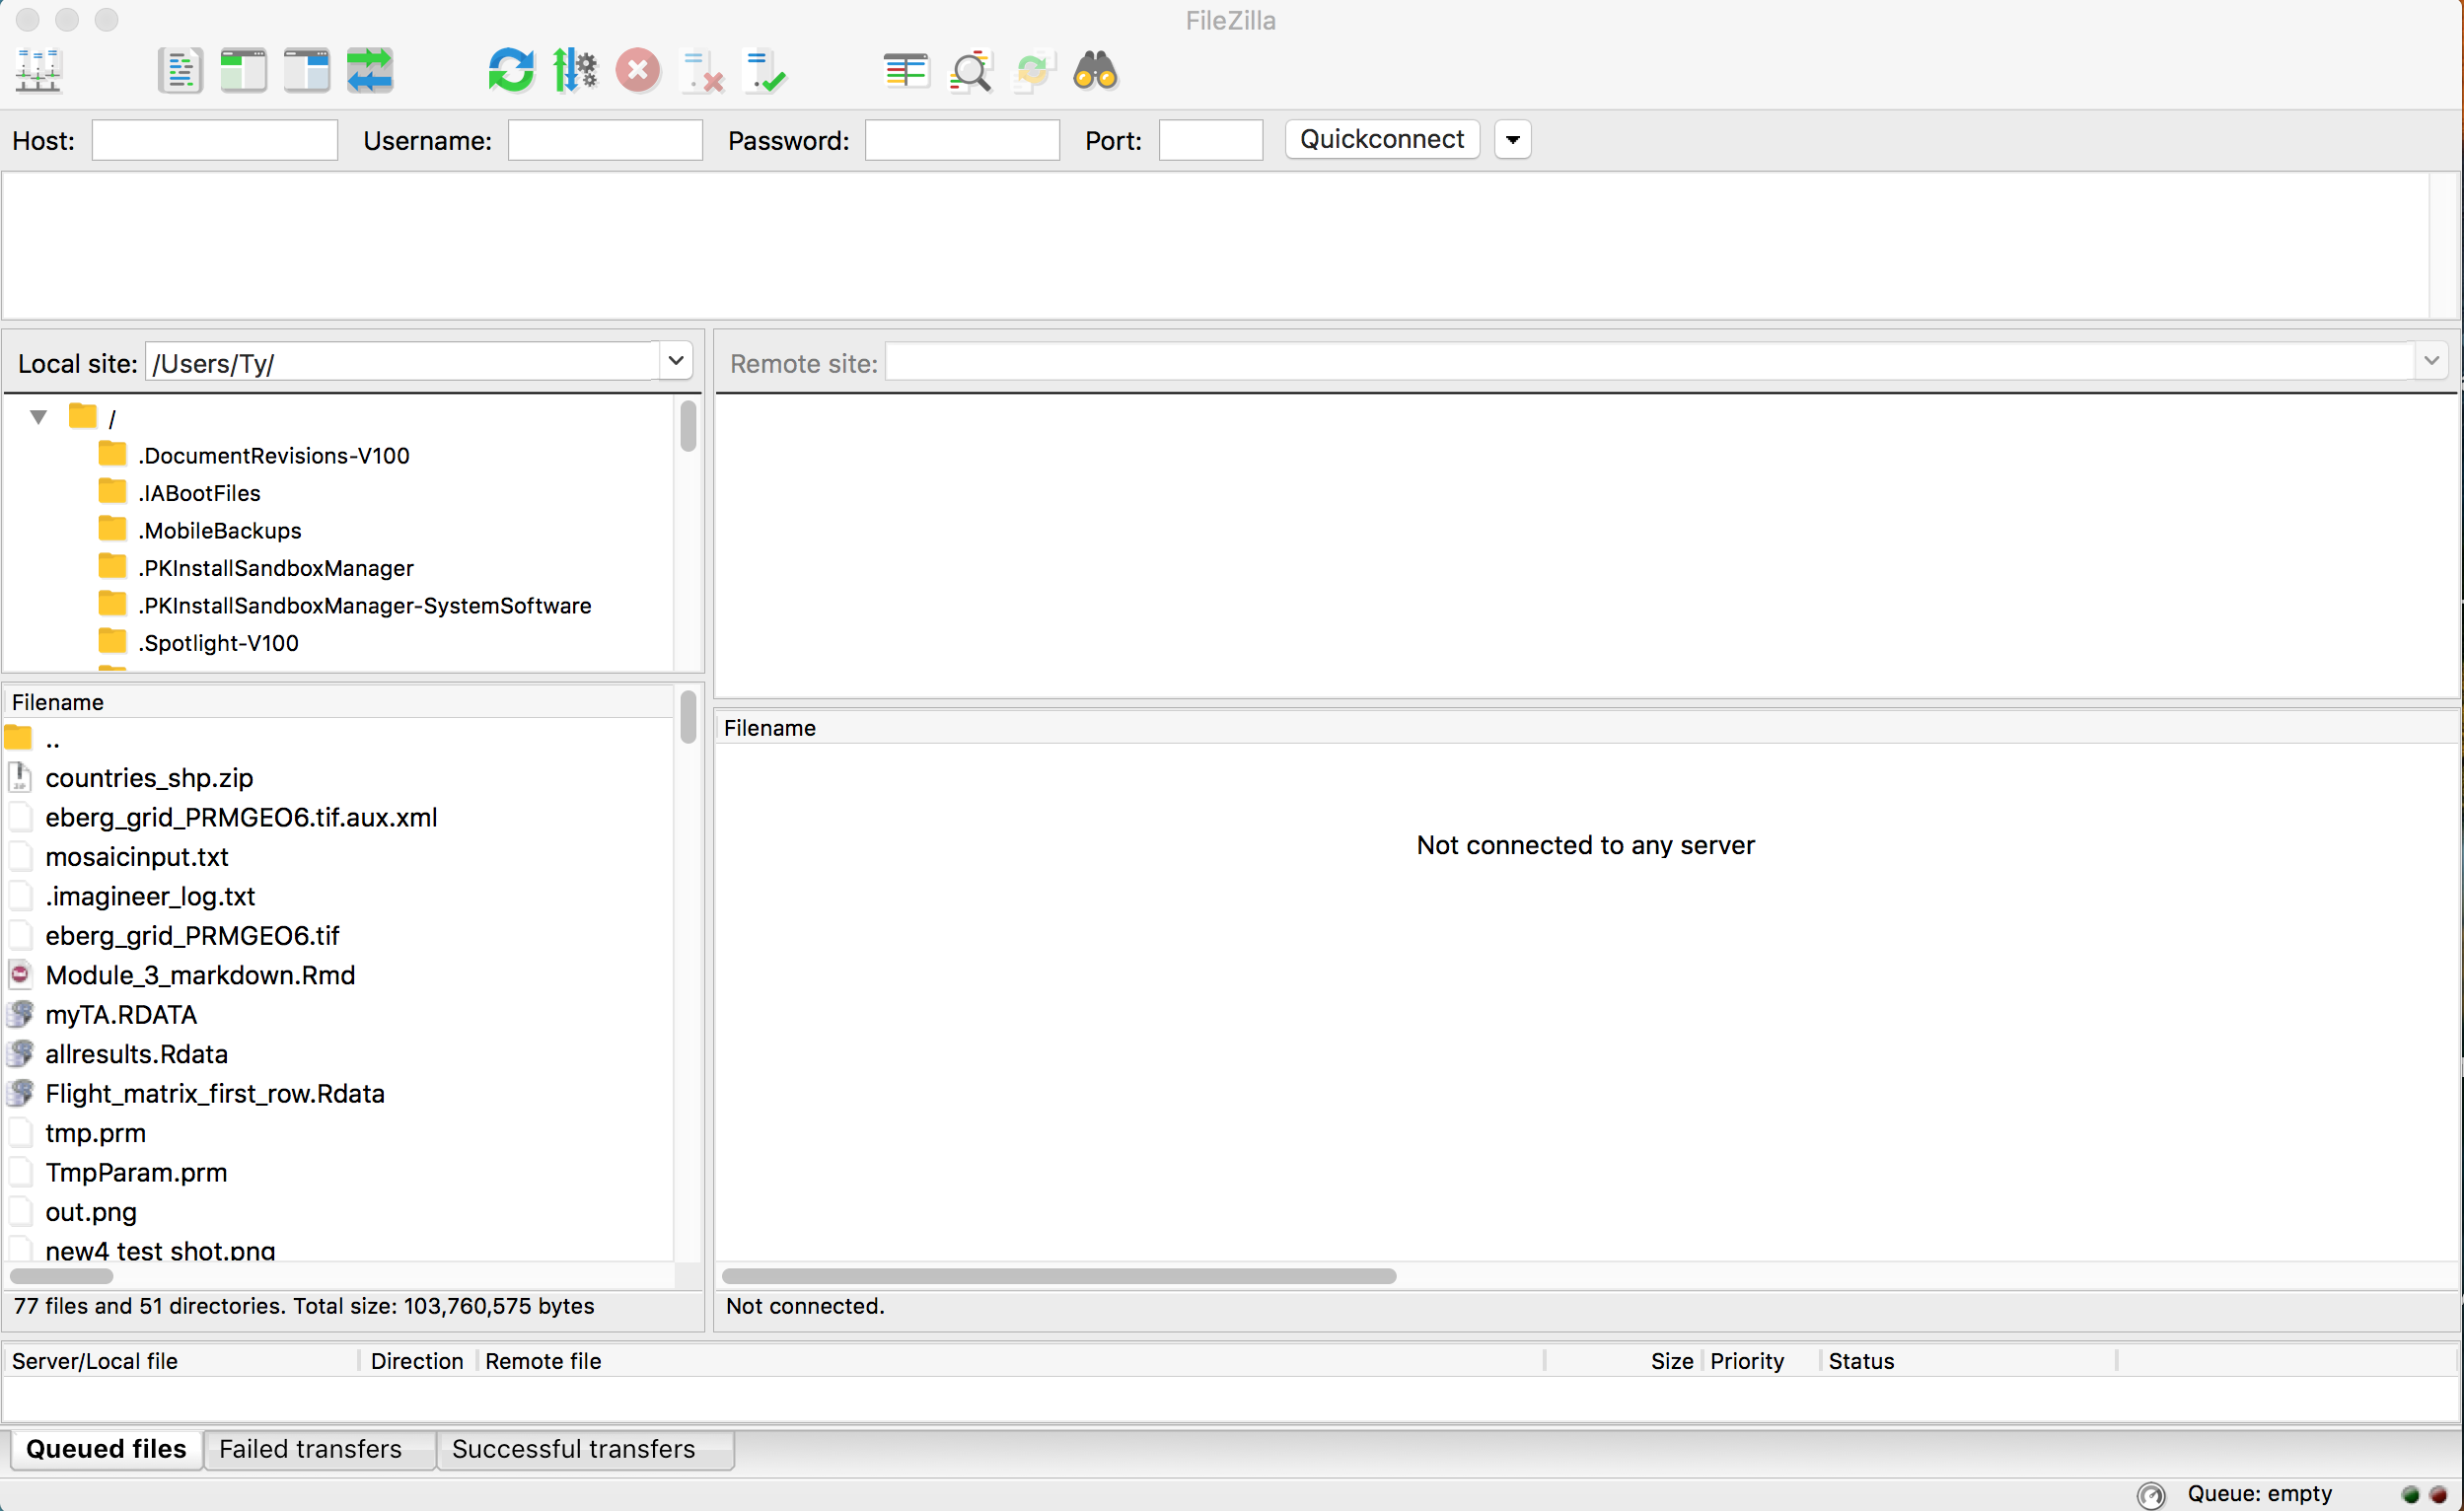 FileZilla
Host: Username: Password: Port: Quickconnect
Local site: /Users/Ty/
/
.DocumentRevisions-V100
.IABootFiles
.MobileBackups
.PKInstallSandboxManager
.PKInstallSandboxManager-SystemSoftware
.Spotlight-V100
Filename
..
countries_shp.zip
eberg_grid_PRMGEO6.tif.aux.xml
mosaicinput.txt
.imagineer_log.txt
eberg_grid_PRMGEO6.tif
Module_3_markdown.Rmd
myTA.RDATA
allresults.Rdata
Flight_matrix_first_row.Rdata
tmp.prm
TmpParam.prm
out.png
new4 test shot.png
77 files and 51 directories. Total size: 103,760,575 bytes
Remote site:
Filename
Not connected to any server
Not connected.
Server/Local file Direction Remote file Size Priority Status
Queued files Failed transfers Successful transfers
Queue: empty